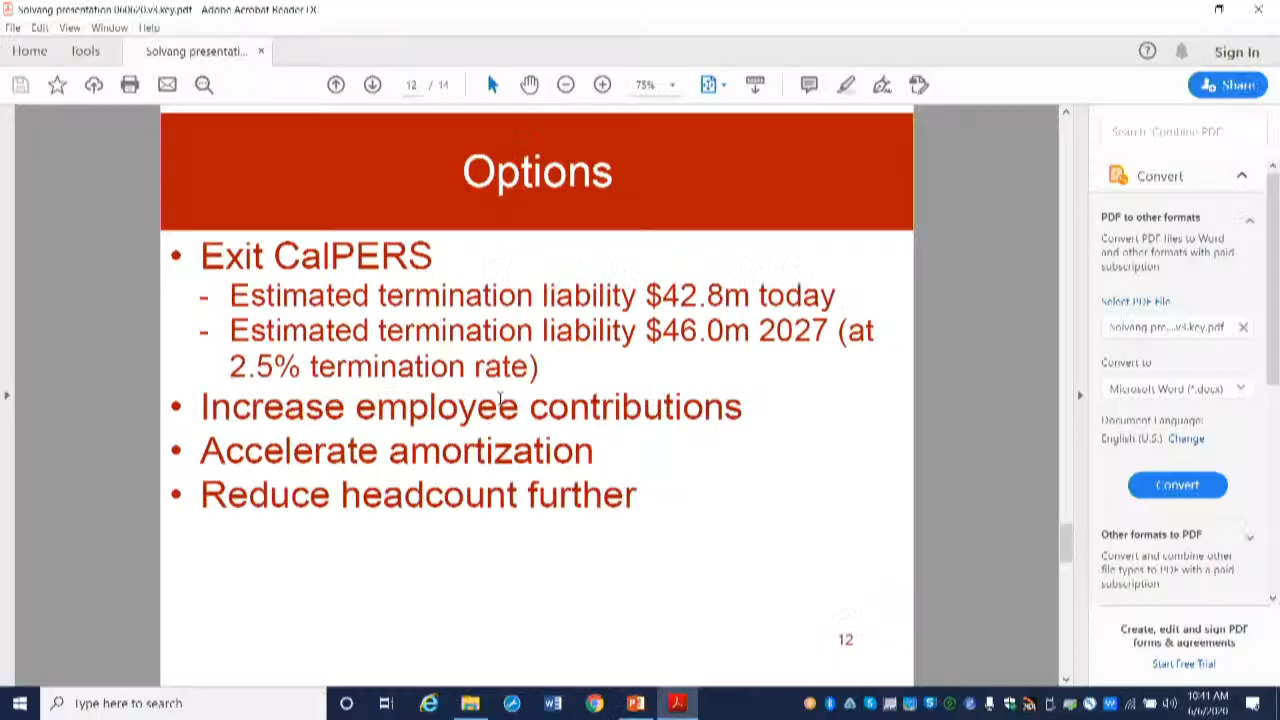 Solvang presentation 060620.v3.key.pdf - Adobe Acrobat Reader DC
File Edit View Window Help
Home Tools Solvang presentati... × Sign In
12 / 14 75% Share
Options
• Exit CalPERS
- Estimated termination liability $42.8m today
- Estimated termination liability $46.0m 2027 (at
2.5% termination rate)
• Increase employee contributions
• Accelerate amortization
• Reduce headcount further
12
Search 'Combine PDF'
Convert
PDF to other formats
Convert PDF files to Word
and other formats with paid
subscription
Select PDF File
Solvang pre...v3.key.pdf
Convert to
Microsoft Word (*.docx)
Document Language:
English (U.S.) Change
Convert
Other formats to PDF
Convert and combine other
file types to PDF with a paid
subscription
Create, edit and sign PDF
forms & agreements
Start Free Trial
Type here to search
10:41 AM
6/6/2020